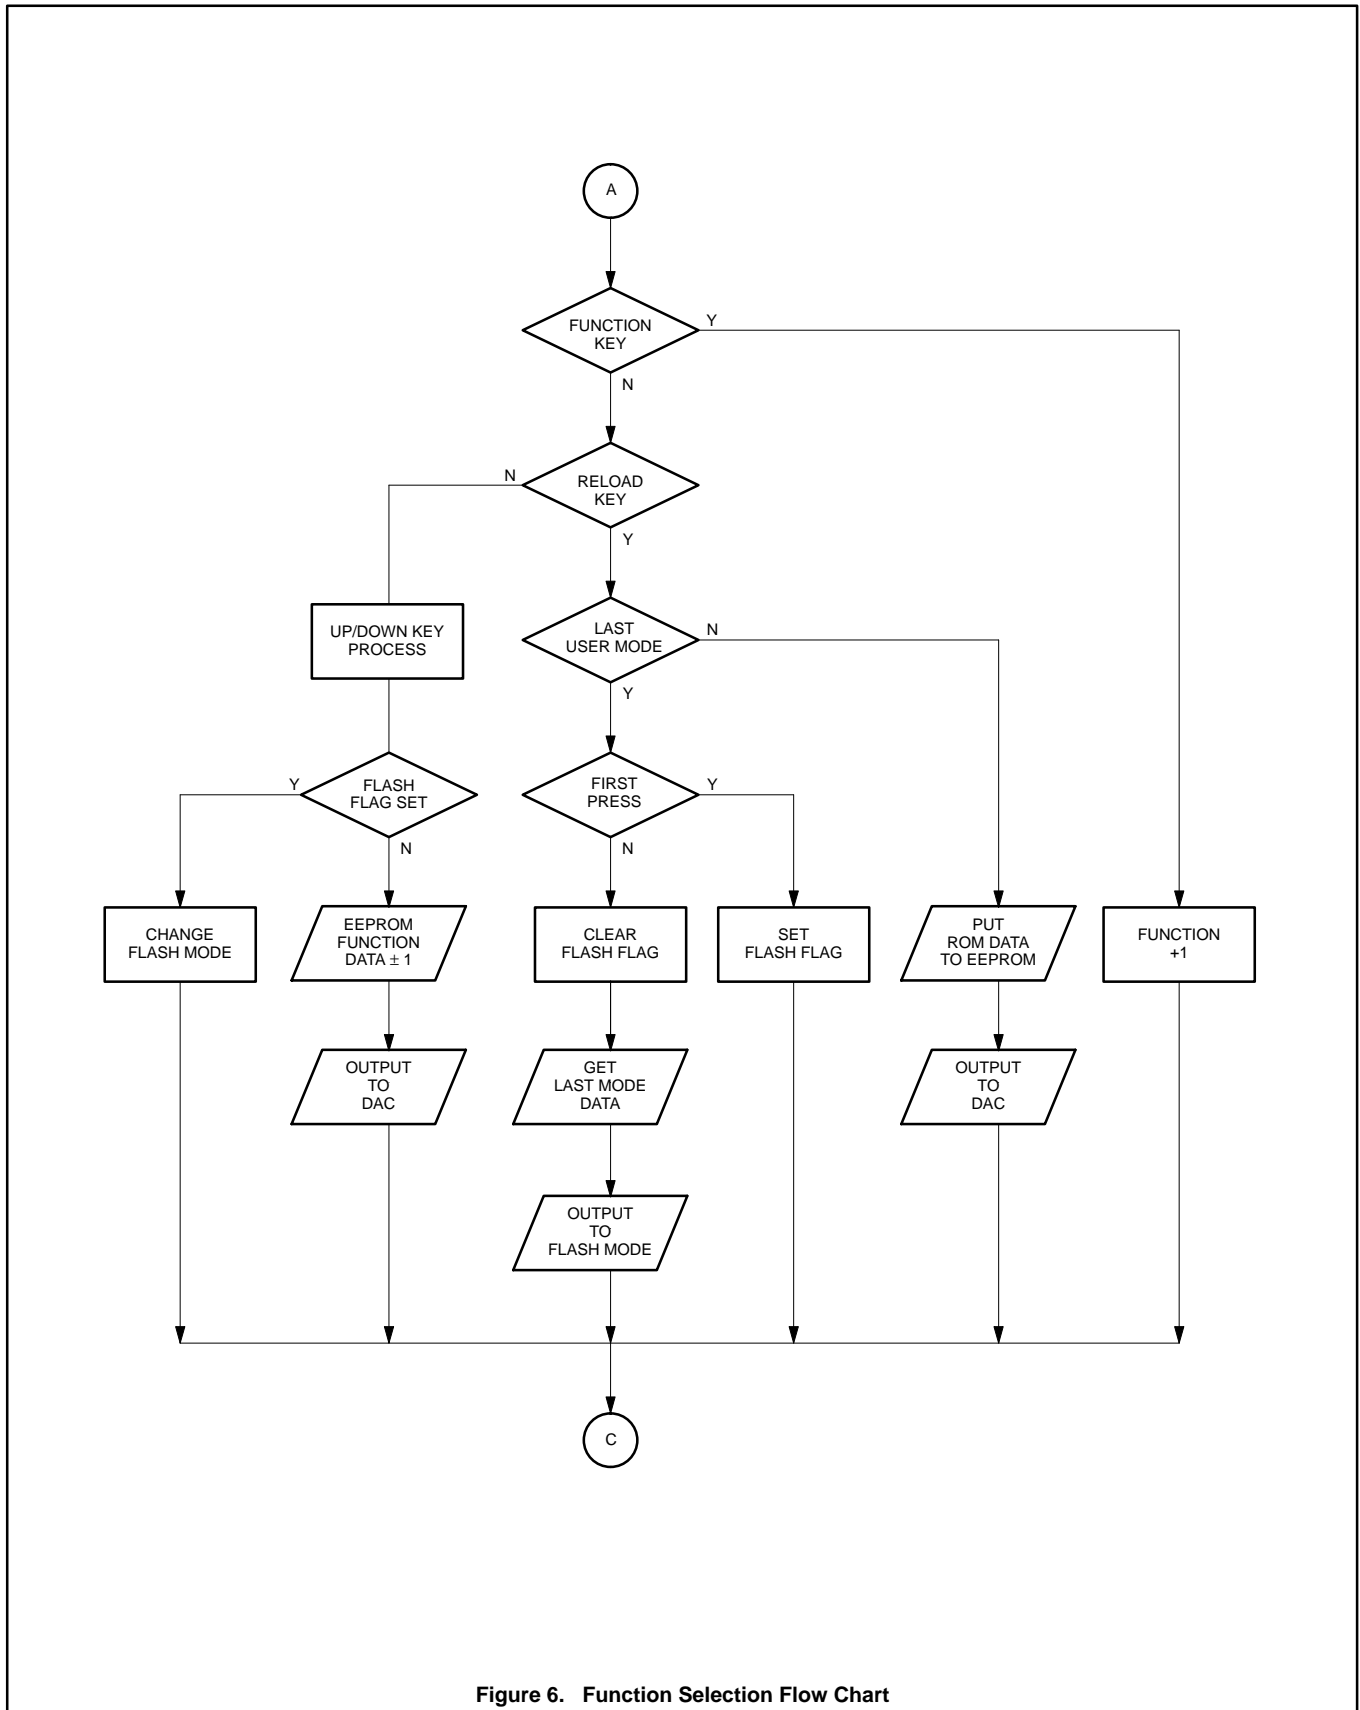 A
FUNCTION
KEY
Y
N
RELOAD
KEY
N
Y
UP/DOWN KEY
PROCESS
LAST
USER MODE
N
Y
FLASH
FLAG SET
Y
N
FIRST
PRESS
Y
N
CHANGE
FLASH MODE
EEPROM
FUNCTION
DATA ± 1
CLEAR
FLASH FLAG
SET
FLASH FLAG
PUT
ROM DATA
TO EEPROM
FUNCTION
+1
OUTPUT
TO
DAC
GET
LAST MODE
DATA
OUTPUT
TO
DAC
OUTPUT
TO
FLASH MODE
C
Figure 6. Function Selection Flow Chart